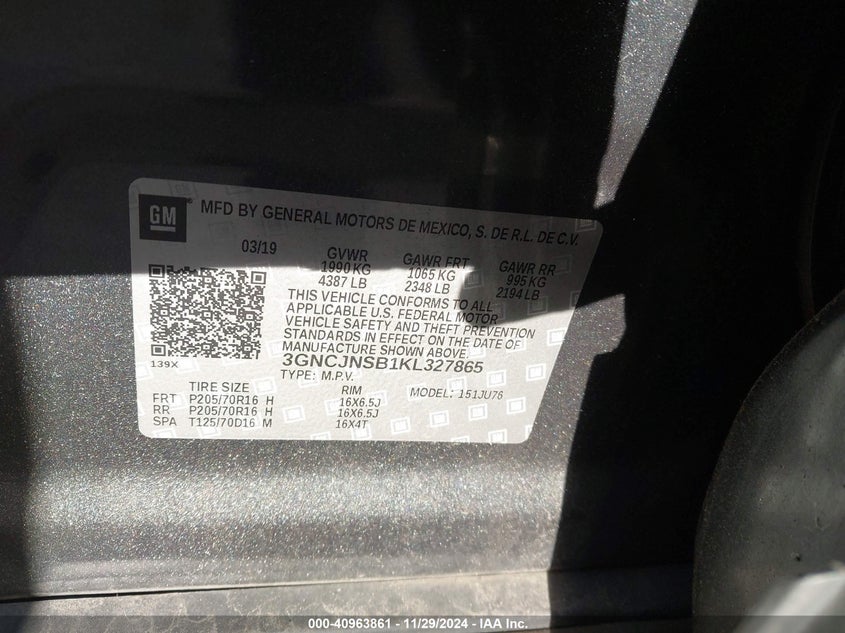 GM ® MFD BY GENERAL MOTORS DE MEXICO, S. DE R.L. DE C.V.
03/19 GVWR GAWR FRT GAWR RR
1990 KG 1065 KG 995 KG
4387 LB 2348 LB 2194 LB
THIS VEHICLE CONFORMS TO ALL
APPLICABLE U.S. FEDERAL MOTOR
VEHICLE SAFETY AND THEFT PREVENTION
STANDARDS IN EFFECT ON THE DATE OF
MANUFACTURE SHOWN ABOVE.
139X
3GNCJNSB1KL327865
TYPE: M.P.V.
TIRE SIZE RIM MODEL: 151JU76
FRT P205/70R16 H 16X6.5J
RR P205/70R16 H 16X6.5J
SPA T125/70D16 M 16X4T
000-40963861 - 11/29/2024 - IAA Inc.